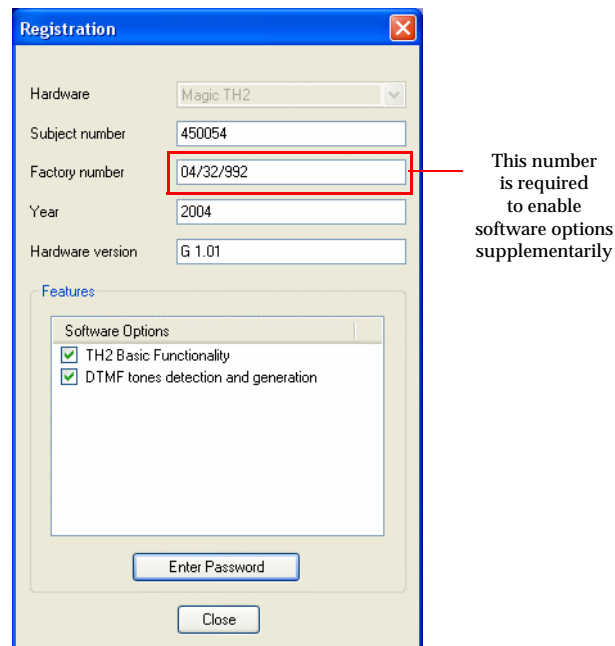 Registration
Hardware
Magic TH2
Subject number
450054
Factory number
04/32/992
Year
2004
Hardware version
G 1.01
Features
Software Options
TH2 Basic Functionality
DTMF tones detection and generation
Enter Password
Close
This number
is required
to enable
software options
supplementarily